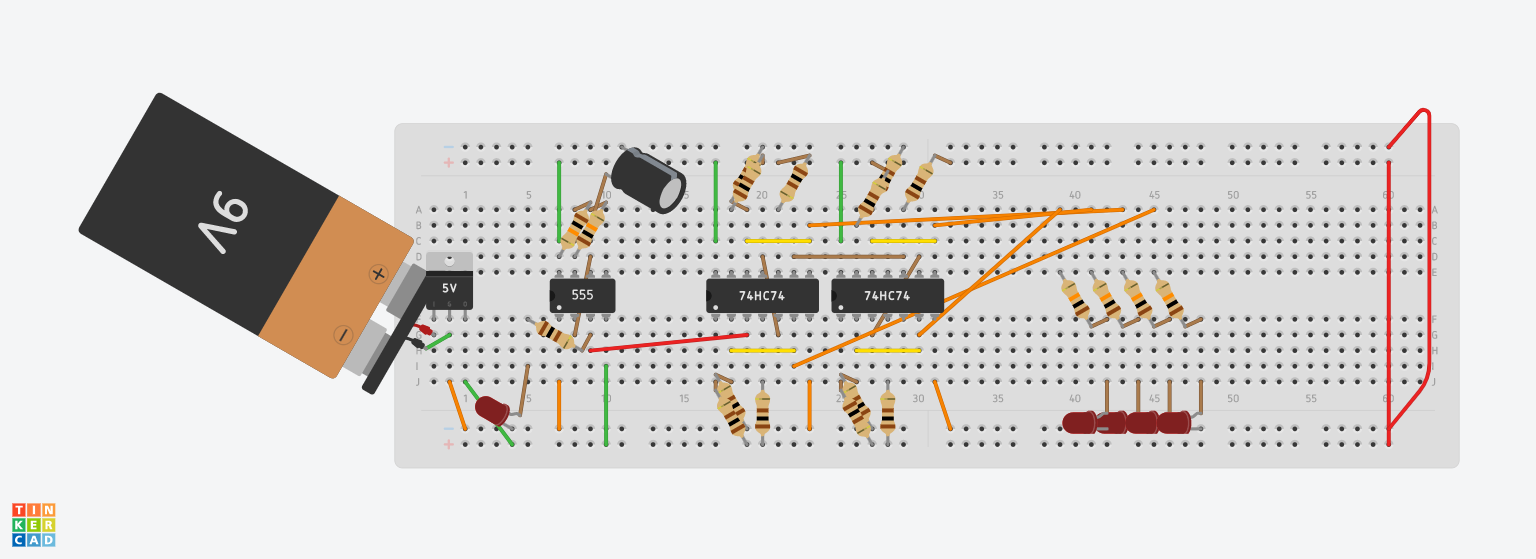 9V
5V
555
74HC74
74HC74
− −
+ +
1 5 10 15 20 25 30 35 40 45 50 55 60
A A
B B
C C
D D
E E
F F
G G
H H
I I
J J
1 5 10 15 20 25 30 35 40 45 50 55 60
− −
+ +
TIN
KER
CAD